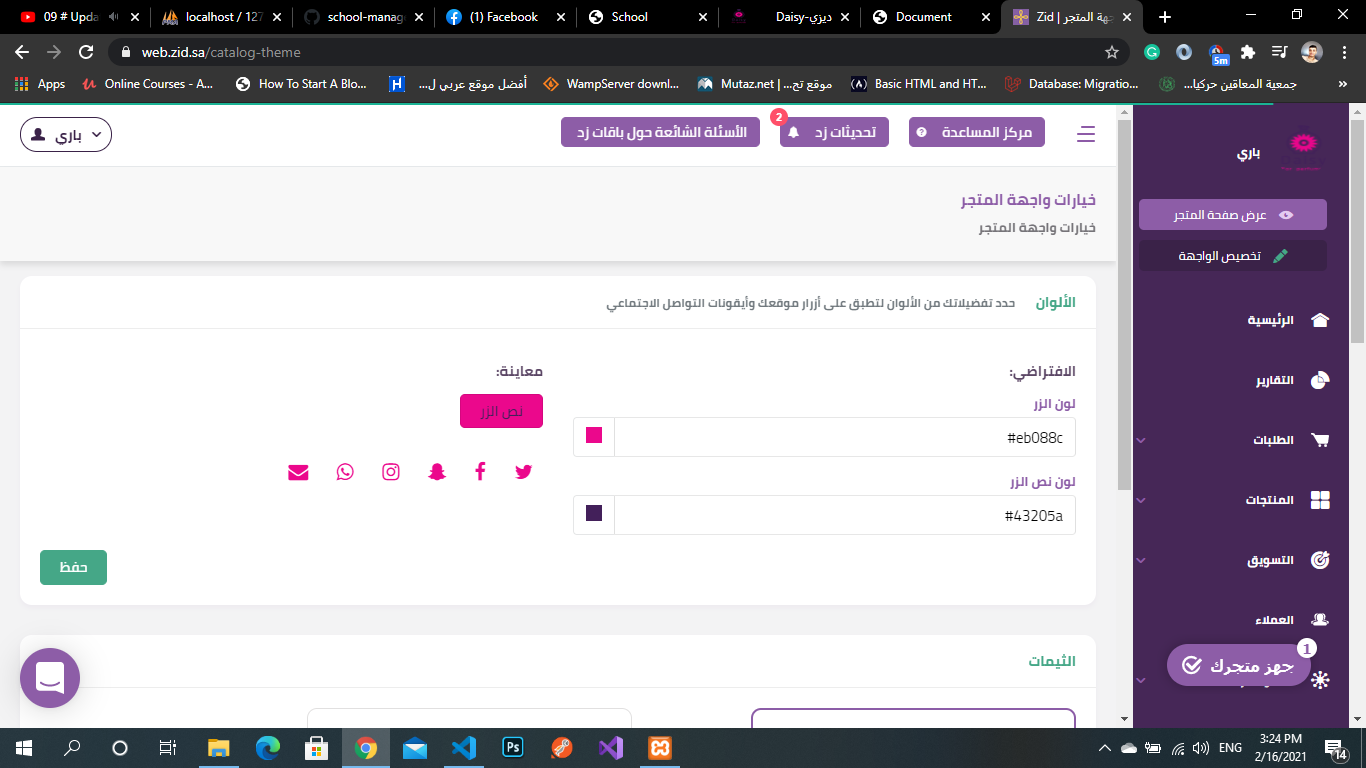 09 # Upda
localhost / 127
school-manag
(1) Facebook
School
ديزي-Daisy
Document
Zid | جهة المتجر
web.zid.sa/catalog-theme
5m
Apps
Online Courses - A...
How To Start A Blo...
أفضل موقع عربي ل...
WampServer downl...
Mutaz.net | موقع تح...
Basic HTML and HT...
Database: Migratio...
جمعية المعاقين حركيا...
»
باري
الأسئلة الشائعة حول باقات زد
2
تحديثات زد
مركز المساعدة
باري
عرض صفحة المتجر
تخصيص الواجهة
الرئيسية
التقارير
الطلبات
المنتجات
التسويق
العملاء
1
جهز متجرك
خيارات واجهة المتجر
خيارات واجهة المتجر
الألوان
حدد تفضيلاتك من الألوان لتطبق على أزرار موقعك وأيقونات التواصل الاجتماعي
الافتراضي:
لون الزر
#eb088c
لون نص الزر
#43205a
معاينة:
نص الزر
حفظ
الثيمات
Ps
ENG
3:24 PM
2/16/2021
14